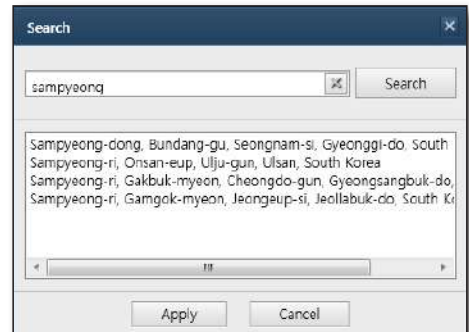 Search
sampyeong
Search
Sampyeong-dong, Bundang-gu, Seongnam-si, Gyeonggi-do, South
Sampyeong-ri, Onsan-eup, Ulju-gun, Ulsan, South Korea
Sampyeong-ri, Gakbuk-myeon, Cheongdo-gun, Gyeongsangbuk-do,
Sampyeong-ri, Gamgok-myeon, Jeongeup-si, Jeollabuk-do, South
Apply Cancel